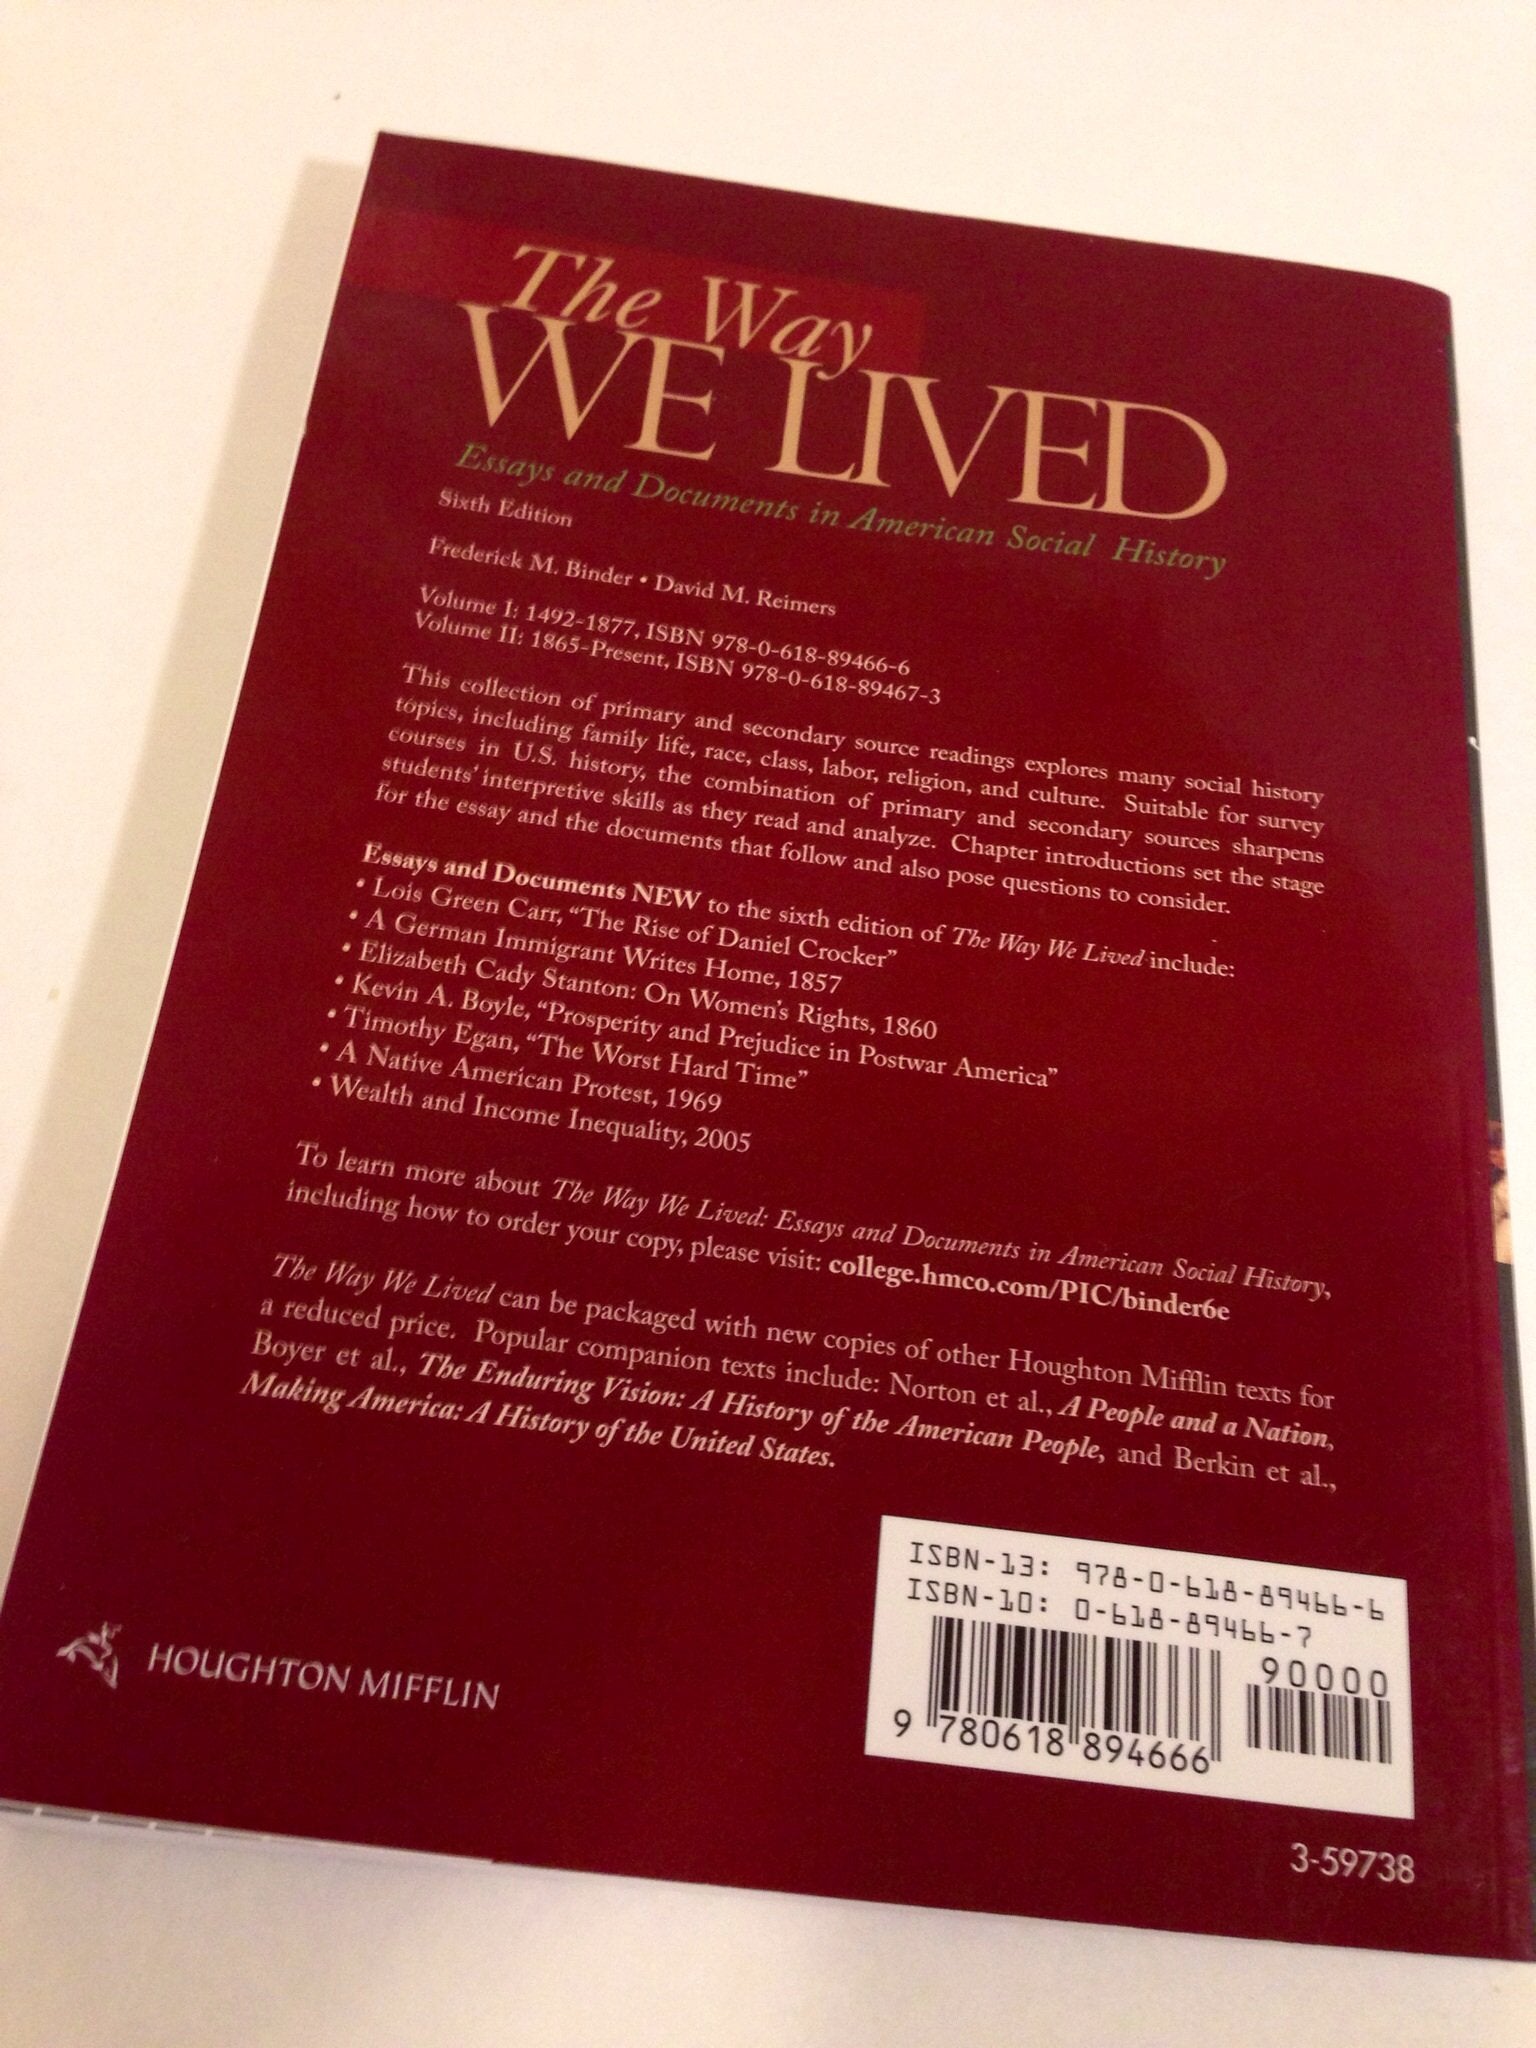 The Way
WE LIVED
Essays and Documents in American Social History
Sixth Edition
Frederick M. Binder • David M. Reimers
Volume I: 1492-1877, ISBN 978-0-618-89466-6
Volume II: 1865-Present, ISBN 978-0-618-89467-3
This collection of primary and secondary source readings explores many social history
topics, including family life, race, class, labor, religion, and culture. Suitable for survey
courses in U.S. history, the combination of primary and secondary sources sharpens
students' interpretive skills as they read and analyze. Chapter introductions set the stage
for the essay and the documents that follow and also pose questions to consider.
Essays and Documents NEW to the sixth edition of The Way We Lived include:
• Lois Green Carr, “The Rise of Daniel Crocker”
• A German Immigrant Writes Home, 1857
• Elizabeth Cady Stanton: On Women's Rights, 1860
• Kevin A. Boyle, “Prosperity and Prejudice in Postwar America”
• Timothy Egan, “The Worst Hard Time”
• A Native American Protest, 1969
• Wealth and Income Inequality, 2005
To learn more about The Way We Lived: Essays and Documents in American Social History,
including how to order your copy, please visit: college.hmco.com/PIC/binder6e
The Way We Lived can be packaged with new copies of other Houghton Mifflin texts for
a reduced price. Popular companion texts include: Norton et al., A People and a Nation,
Boyer et al., The Enduring Vision: A History of the American People, and Berkin et al.,
Making America: A History of the United States.
ISBN-13: 978-0-618-89466-6
ISBN-10: 0-618-89466-7
90000
9 780618 894666
HOUGHTON MIFFLIN
3-59738